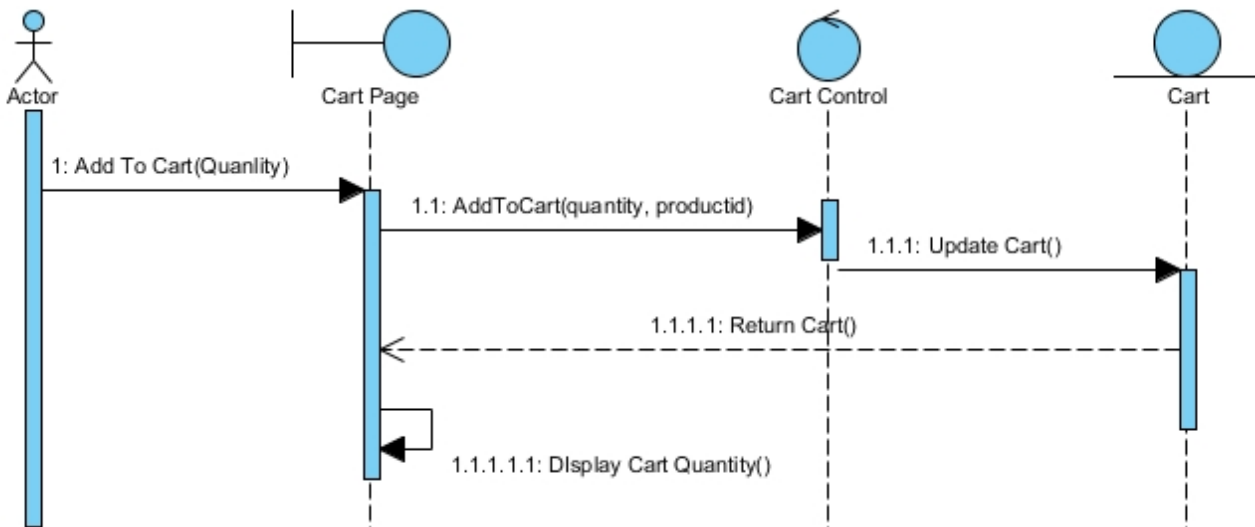 Actor
Cart Page
Cart Control
Cart
1: Add To Cart(Quanlity)
1.1: AddToCart(quantity, productid)
1.1.1: Update Cart()
1.1.1.1: Return Cart()
1.1.1.1.1: DIsplay Cart Quantity()